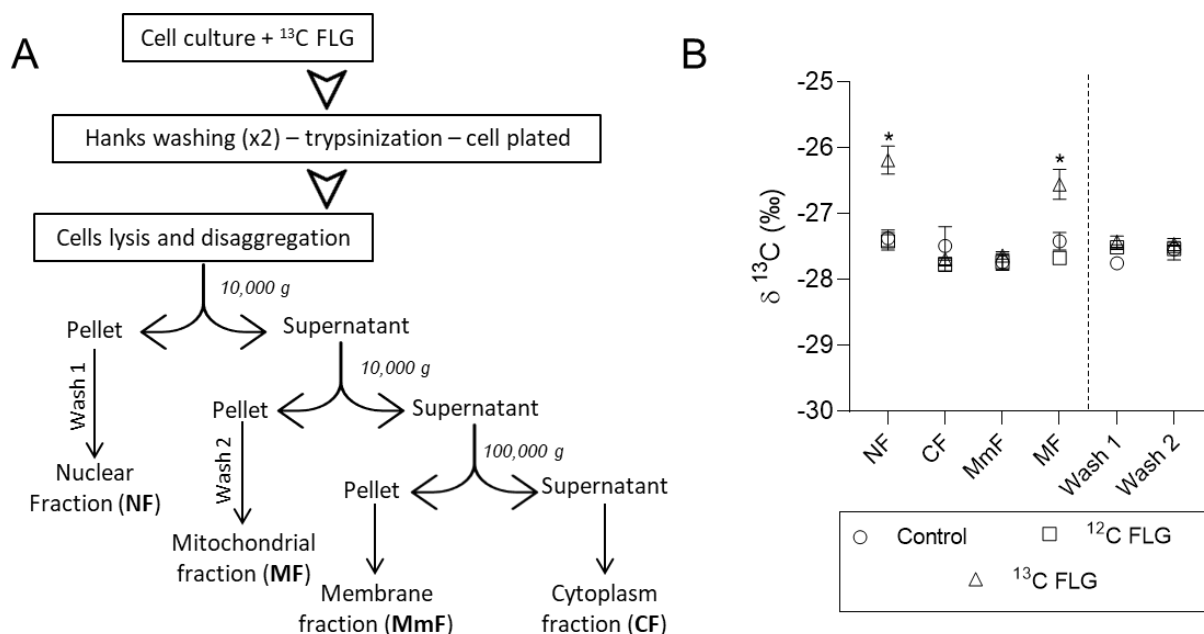 A
Cell culture + ¹³C FLG
Hanks washing (x2) – trypsinization – cell plated
Cells lysis and disaggregation
10,000 g
Pellet
Supernatant
Wash 1
10,000 g
Nuclear
Fraction (NF)
Pellet
Supernatant
Wash 2
100,000 g
Mitochondrial
fraction (MF)
Pellet
Supernatant
Membrane
fraction (MmF)
Cytoplasm
fraction (CF)
B
δ ¹³C (‰)
-25
-26
-27
-28
-29
-30
*
*
NF
CF
MmF
MF
Wash 1
Wash 2
Control
¹²C FLG
¹³C FLG